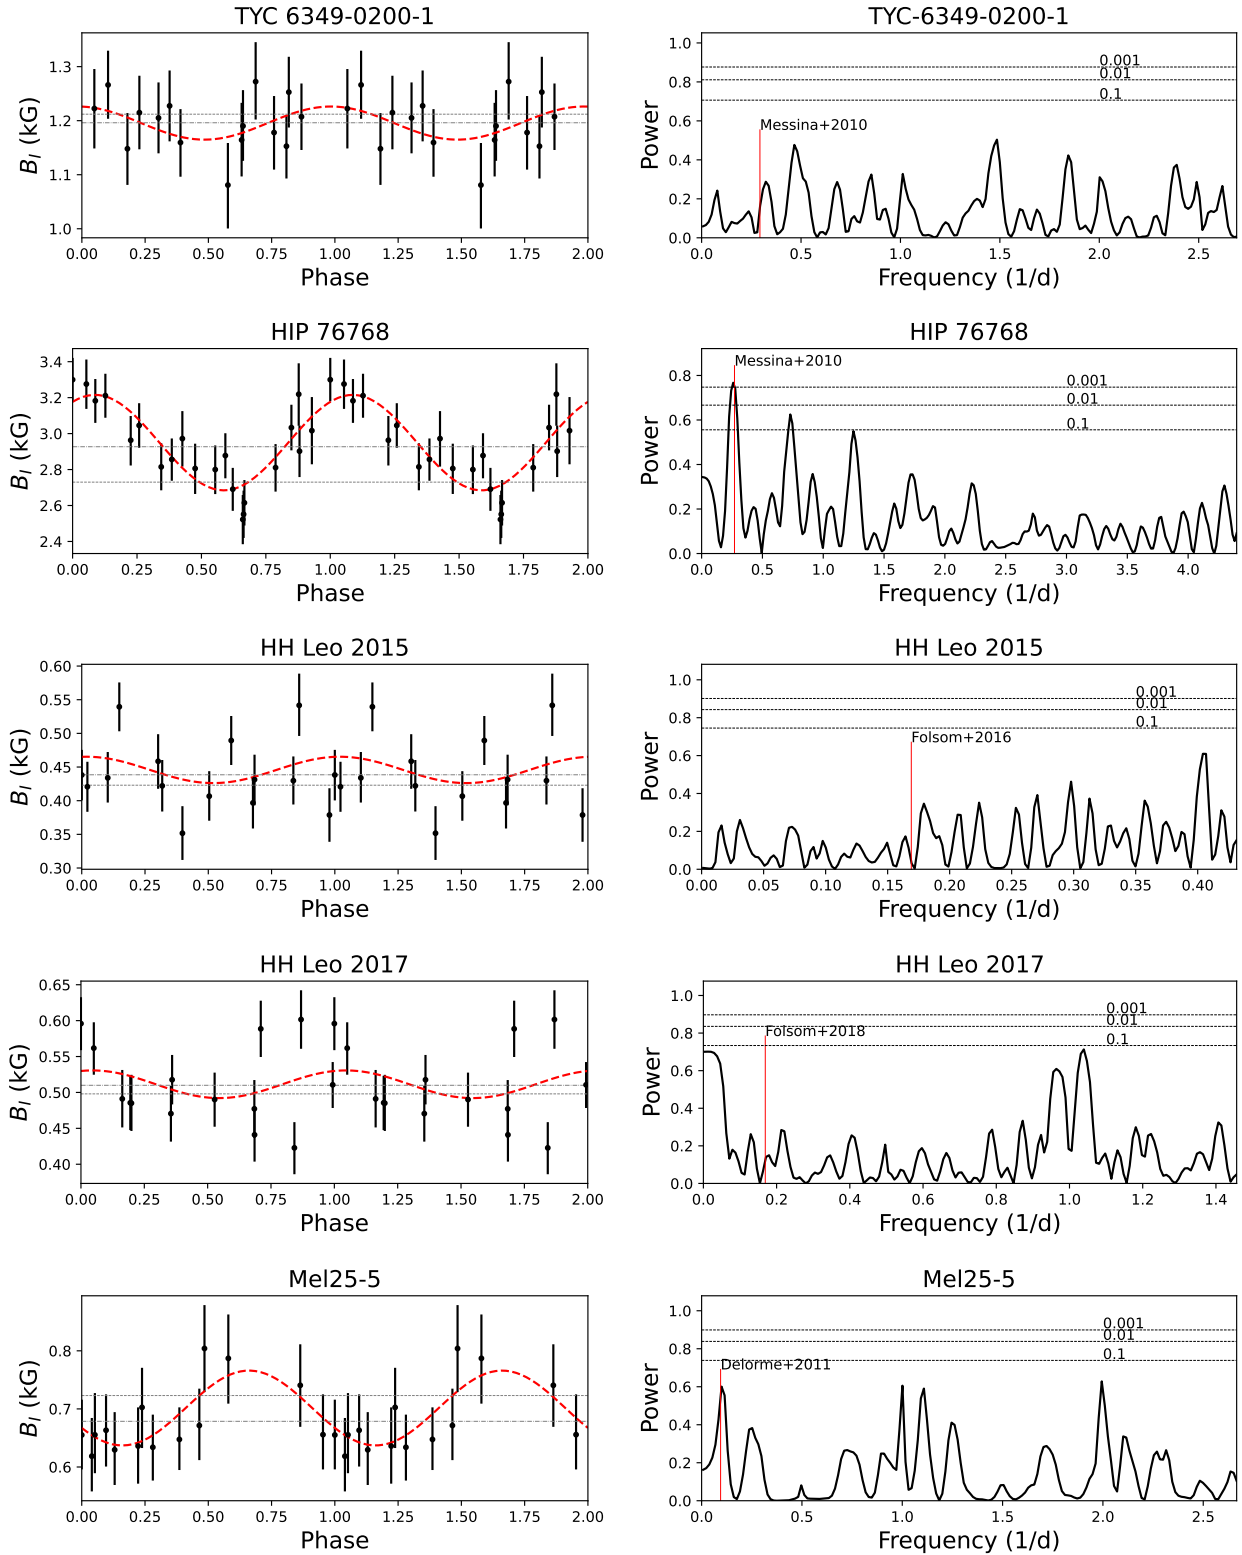 TYC 6349-0200-1
B_I (kG)
1.3
1.2
1.1
1.0
0.00 0.25 0.50 0.75 1.00 1.25 1.50 1.75 2.00
Phase
TYC-6349-0200-1
Power
1.0
0.8
0.6
0.4
0.2
0.0
0.001
0.01
0.1
Messina+2010
0.0 0.5 1.0 1.5 2.0 2.5
Frequency (1/d)
HIP 76768
B_I (kG)
3.4
3.2
3.0
2.8
2.6
2.4
0.00 0.25 0.50 0.75 1.00 1.25 1.50 1.75 2.00
Phase
HIP 76768
Power
0.8
0.6
0.4
0.2
0.0
Messina+2010
0.001
0.01
0.1
0.0 0.5 1.0 1.5 2.0 2.5 3.0 3.5 4.0
Frequency (1/d)
HH Leo 2015
B_I (kG)
0.60
0.55
0.50
0.45
0.40
0.35
0.30
0.00 0.25 0.50 0.75 1.00 1.25 1.50 1.75 2.00
Phase
HH Leo 2015
Power
1.0
0.8
0.6
0.4
0.2
0.0
0.001
0.01
0.1
Folsom+2016
0.00 0.05 0.10 0.15 0.20 0.25 0.30 0.35 0.40
Frequency (1/d)
HH Leo 2017
B_I (kG)
0.65
0.60
0.55
0.50
0.45
0.40
0.00 0.25 0.50 0.75 1.00 1.25 1.50 1.75 2.00
Phase
HH Leo 2017
Power
1.0
0.8
0.6
0.4
0.2
0.0
0.001
0.01
0.1
Folsom+2018
0.0 0.2 0.4 0.6 0.8 1.0 1.2 1.4
Frequency (1/d)
Mel25-5
B_I (kG)
0.8
0.7
0.6
0.00 0.25 0.50 0.75 1.00 1.25 1.50 1.75 2.00
Phase
Mel25-5
Power
1.0
0.8
0.6
0.4
0.2
0.0
0.001
0.01
0.1
Delorme+2011
0.0 0.5 1.0 1.5 2.0 2.5
Frequency (1/d)